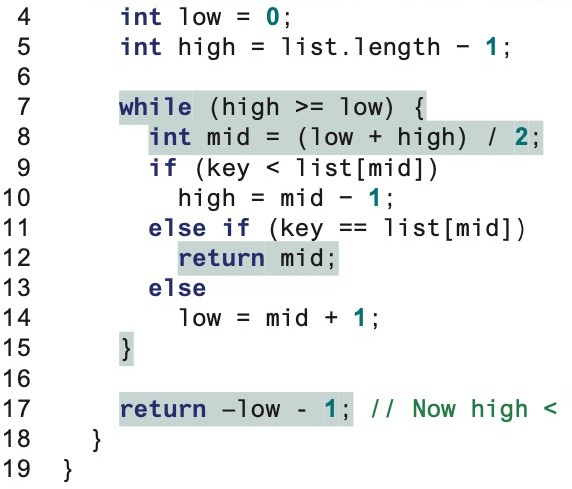 4 int low = 0;
5 int high = list.length - 1;
6
7 while (high >= low) {
8 int mid = (low + high) / 2;
9 if (key < list[mid])
10 high = mid - 1;
11 else if (key == list[mid])
12 return mid;
13 else
14 low = mid + 1;
15 }
16
17 return –low - 1; // Now high <
18 }
19 }